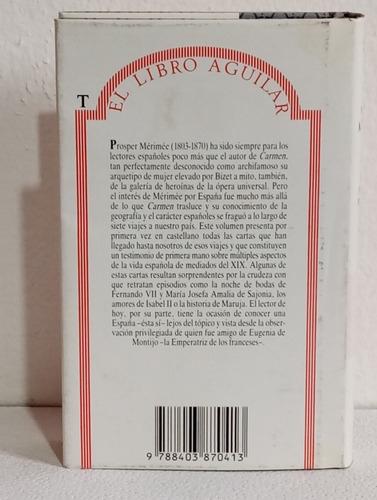 EL LIBRO AGUILAR
T
Prosper Mérimée (1803-1870) ha sido siempre para los
lectores españoles poco más que el autor de Carmen,
tan perfectamente desconocido como archifamoso su
arquetipo de mujer elevado por Bizet a mito, también,
de la galería de heroínas de la ópera universal. Pero
el interés de Mérimée por España fue mucho más allá
de lo que Carmen trasluce y su conocimiento de la
geografía y el carácter españoles se fraguó a lo largo de
siete viajes a nuestro país. Este volumen presenta por
primera vez en castellano todas las cartas que han
llegado hasta nosotros de esos viajes y que constituyen
un testimonio de primera mano sobre múltiples aspectos
de la vida española de mediados del XIX. Algunas de
estas cartas resultan sorprendentes por la crudeza con
que retratan episodios como la noche de bodas de
Fernando VII y María Josefa Amalia de Sajonia, los
amores de Isabel II o la historia de Maruja. El lector de
hoy, por su parte, tiene la ocasión de conocer una
España -ésta sí- lejos del tópico y vista desde la obser-
vación privilegiada de quien fue amigo de Eugenia de
Montijo -la Emperatriz de los franceses-.
9 788403 870413